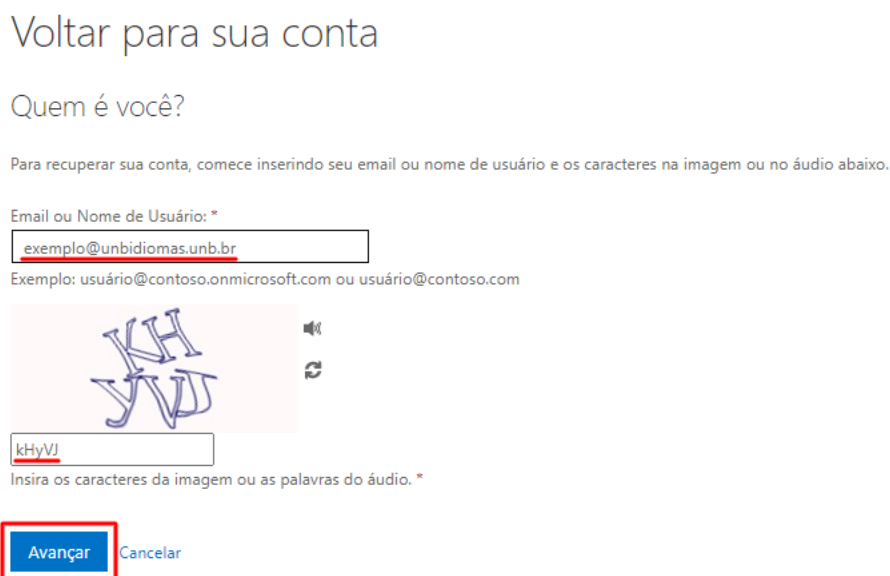 Voltar para sua conta
Quem é você?
Para recuperar sua conta, comece inserindo seu email ou nome de usuário e os caracteres na imagem ou no áudio abaixo.
Email ou Nome de Usuário: *
exemplo@unbidiomas.unb.br
Exemplo: usuário@contoso.onmicrosoft.com ou usuário@contoso.com
KH
yVJ
kHyVJ
Insira os caracteres da imagem ou as palavras do áudio. *
Avançar Cancelar